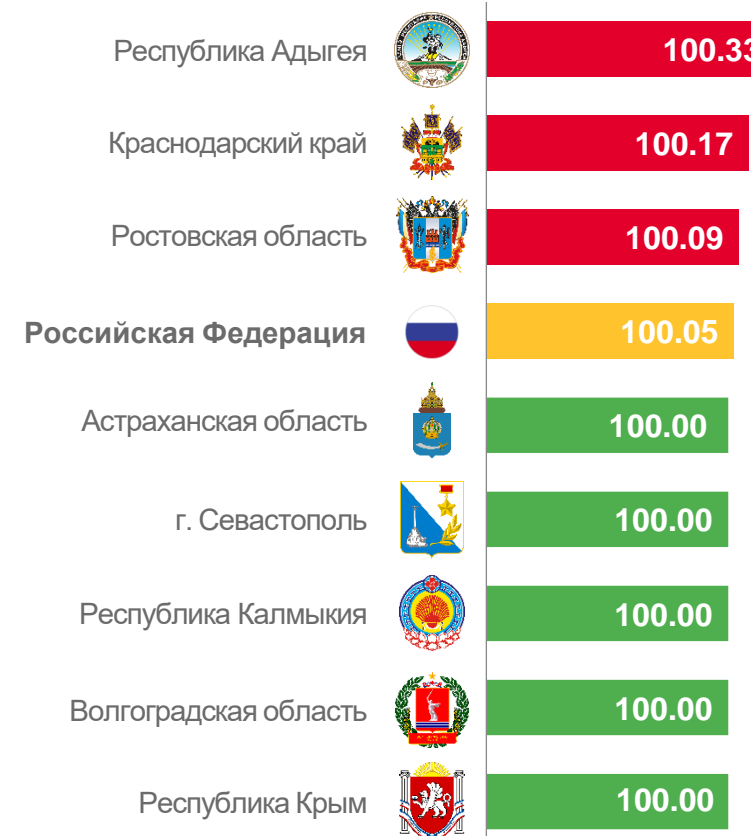 Республика Адыгея 100.33
Краснодарский край 100.17
Ростовская область 100.09
Российская Федерация 100.05
Астраханская область 100.00
г. Севастополь 100.00
Республика Калмыкия 100.00
Волгоградская область 100.00
Республика Крым 100.00